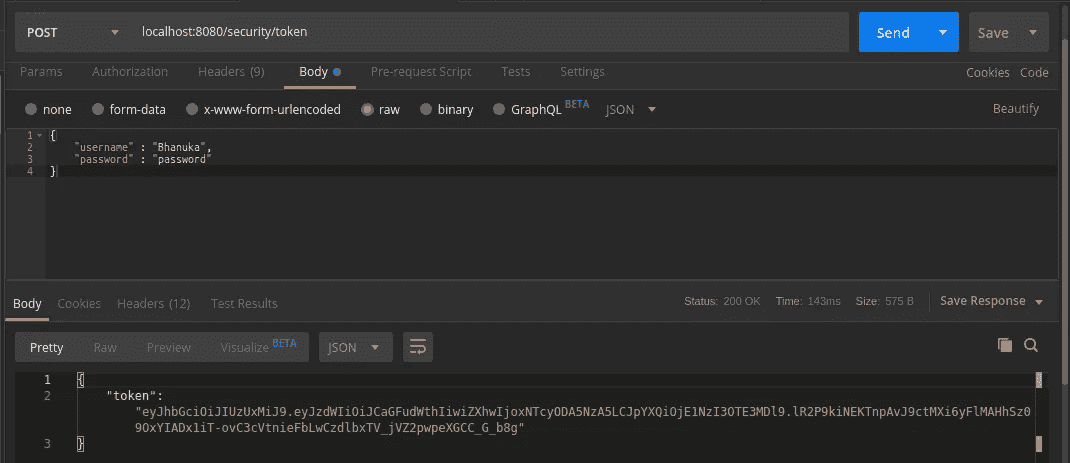 POST localhost:8080/security/token Send Save
Params Authorization Headers (9) Body Pre-request Script Tests Settings Cookies Code
none form-data x-www-form-urlencoded raw binary GraphQL BETA JSON Beautify
1 {
2 "username" : "Bhanuka",
3 "password" : "password"
4 }
Body Cookies Headers (12) Test Results Status: 200 OK Time: 143ms Size: 575 B Save Response
Pretty Raw Preview Visualize BETA JSON
1 {
2 "token":
"eyJhbGciOiJIUzUxMiJ9.eyJzdWIiOiJCaGFudWthIiwiZXhwIjoxNTcyODA5NzA5LCJpYXQiOjE1NzI3OTE3MDl9.lR2P9kiNEKTnpAvJ9ctMXi6yFlMAHhSz0
9OxYIADx1iT-ovC3cVtnieFbLwCzdlbxTV_jVZ2pwpeXGCC_G_b8g"
3 }